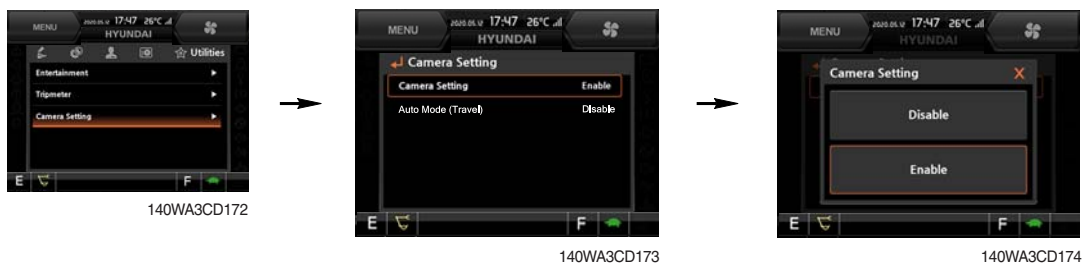 MENU 2020.05.12 17:47 26°C
HYUNDAI
Utilities
Entertainment
Tripmeter
Camera Setting
E F
140WA3CD172
MENU 2020.05.12 17:47 26°C
HYUNDAI
Camera Setting
Camera Setting Enable
Auto Mode (Travel) Disable
E F
140WA3CD173
MENU 2020.05.12 17:47 26°C
HYUNDAI
Camera Setting X
Disable
Enable
E F
140WA3CD174